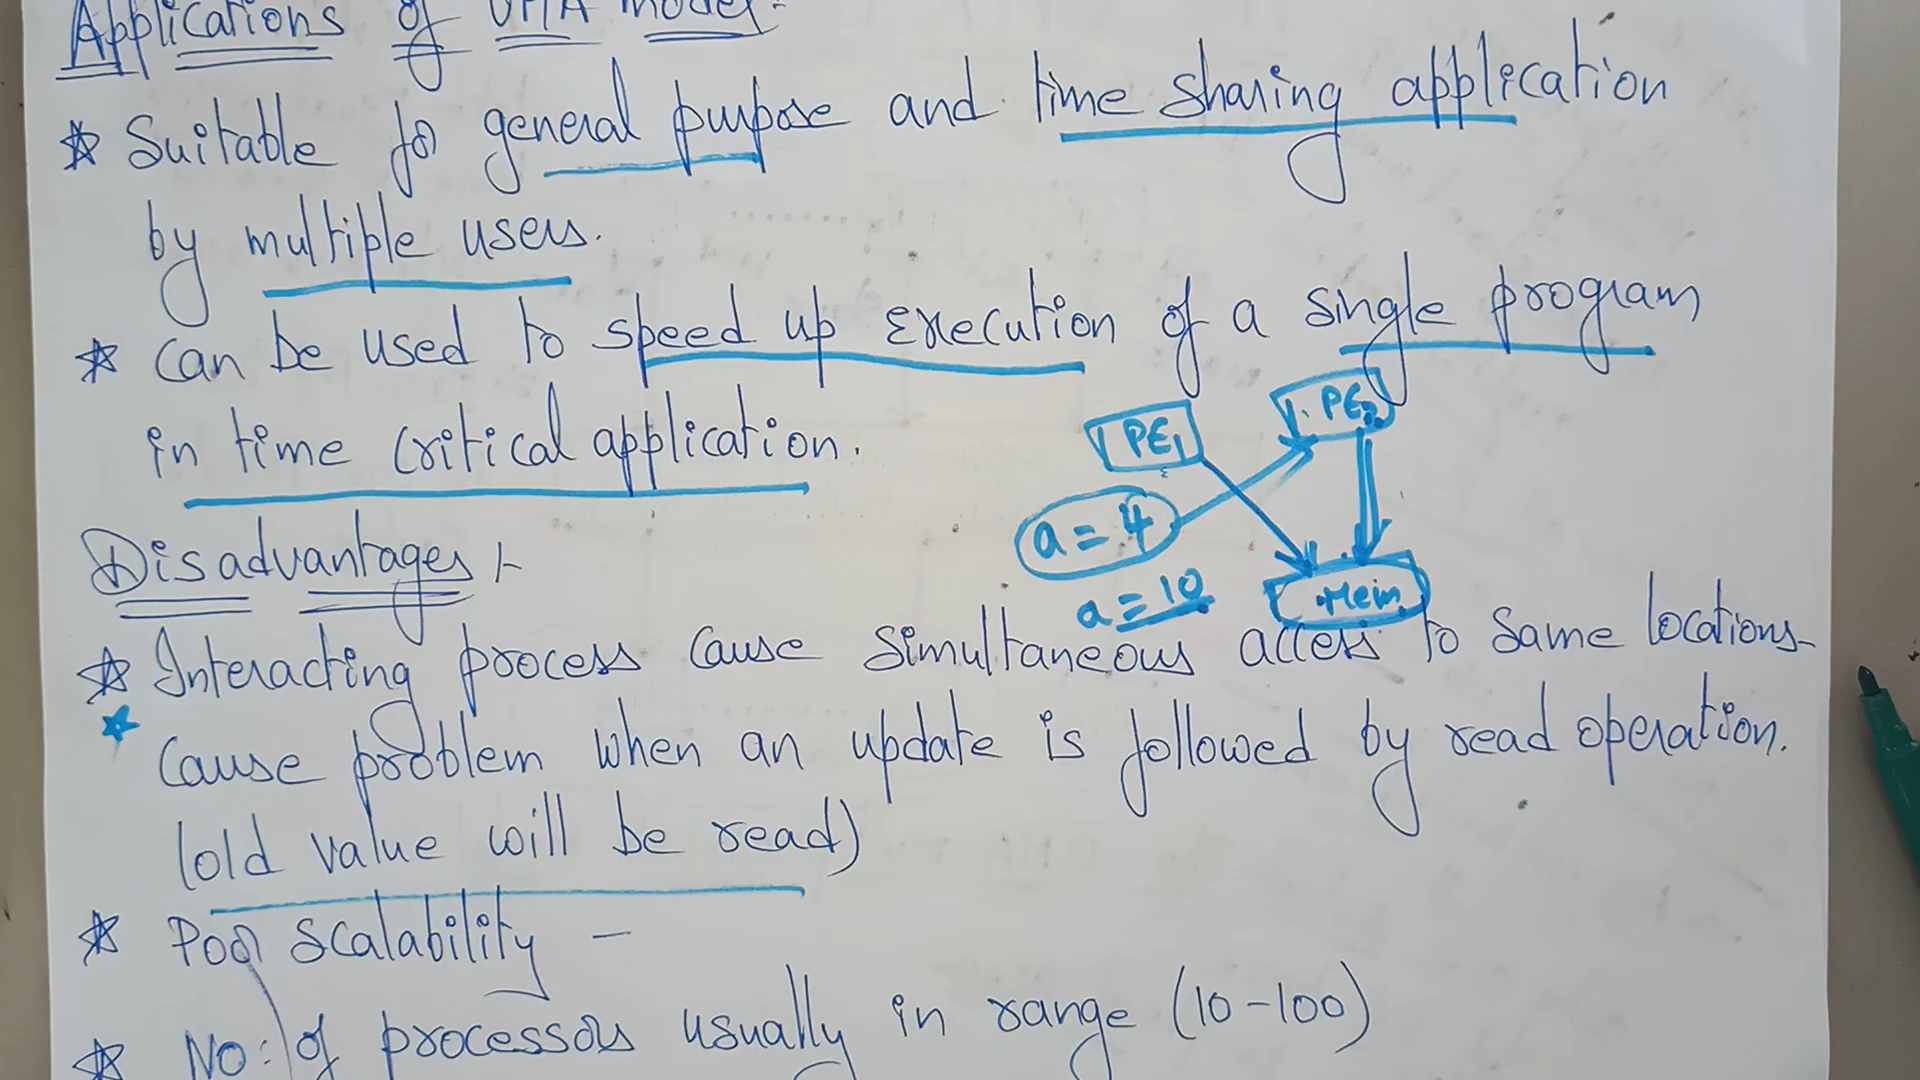 Applications of UMA model:
☆ Suitable for general purpose and time sharing application
by multiple users.
☆ Can be used to speed up execution of a single program
in time critical application.
PE1
PE2
a = 4
a = 10
Mem
Disadvantages :-
☆ Interacting process cause simultaneous access to same locations-
★ cause problem when an update is followed by read operation.
(old value will be read)
☆ Poor scalability -
☆ No: of processors usually in range (10-100)